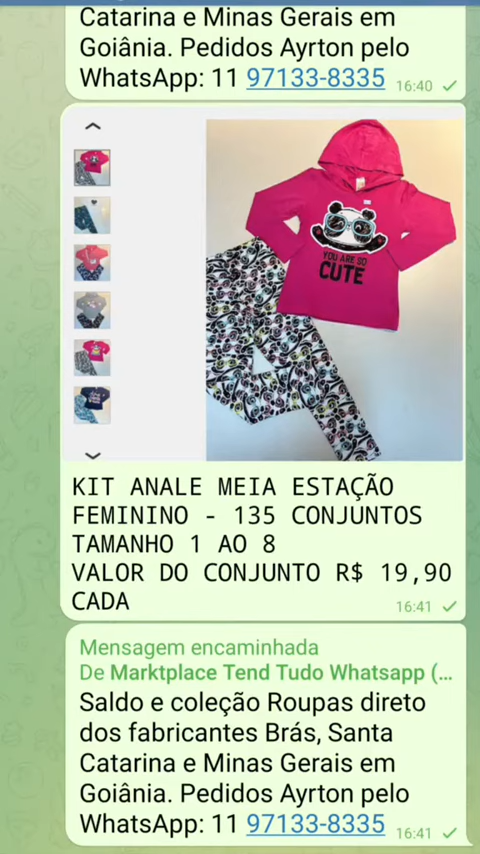 Catarina e Minas Gerais em
Goiânia. Pedidos Ayrton pelo
WhatsApp: 11 97133-8335 16:40
YOU ARE SO
CUTE
KIT ANALE MEIA ESTAÇÃO
FEMININO - 135 CONJUNTOS
TAMANHO 1 AO 8
VALOR DO CONJUNTO R$ 19,90
CADA 16:41
Mensagem encaminhada
De Marktplace Tend Tudo Whatsapp (...
Saldo e coleção Roupas direto
dos fabricantes Brás, Santa
Catarina e Minas Gerais em
Goiânia. Pedidos Ayrton pelo
WhatsApp: 11 97133-8335 16:41